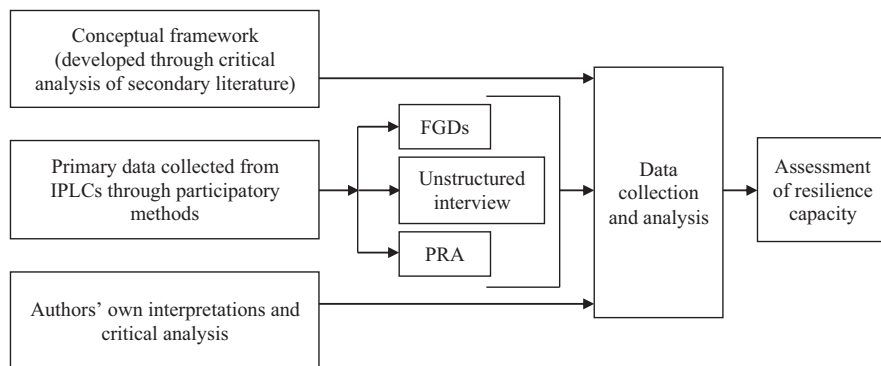 Conceptual framework
(developed through critical
analysis of secondary literature)
Primary data collected from
IPLCs through participatory
methods
Authors’ own interpretations and
critical analysis
FGDs
Unstructured
interview
PRA
Data
collection
and analysis
Assessment
of resilience
capacity